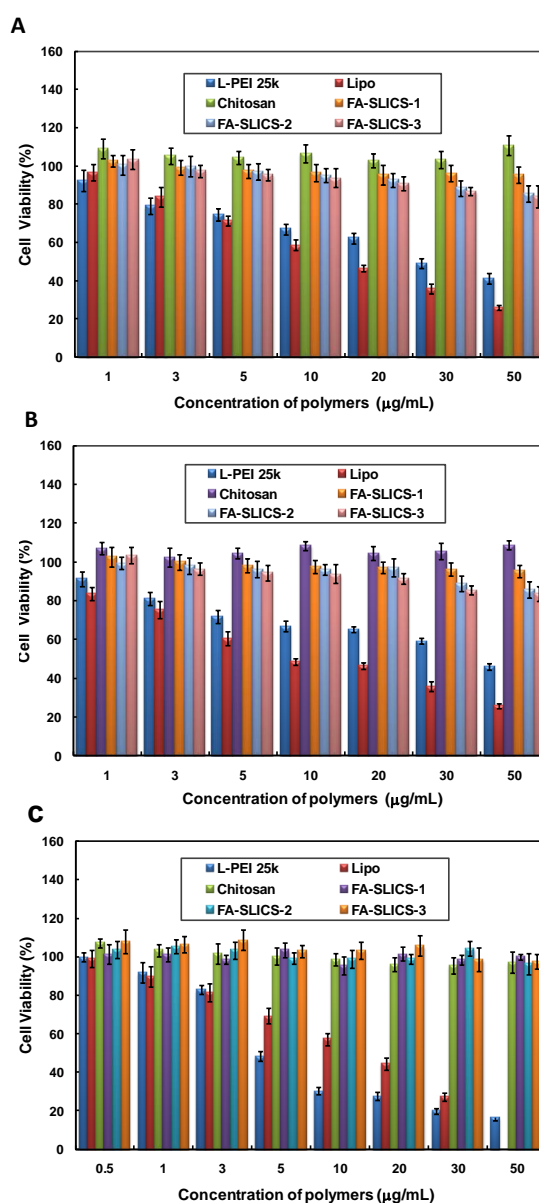 A
160
140
120
100
80
60
40
20
0
Cell Viability (%)
L-PEI 25k Lipo
Chitosan FA-SLICS-1
FA-SLICS-2 FA-SLICS-3
1 3 5 10 20 30 50
Concentration of polymers (μg/mL)
B
160
140
120
100
80
60
40
20
0
Cell Viability (%)
L-PEI 25k Lipo
Chitosan FA-SLICS-1
FA-SLICS-2 FA-SLICS-3
1 3 5 10 20 30 50
Concentration of polymers (μg/mL)
C
160
140
120
100
80
60
40
20
0
Cell Viability (%)
L-PEI 25k Lipo
Chitosan FA-SLICS-1
FA-SLICS-2 FA-SLICS-3
0.5 1 3 5 10 20 30 50
Concentration of polymers (μg/mL)